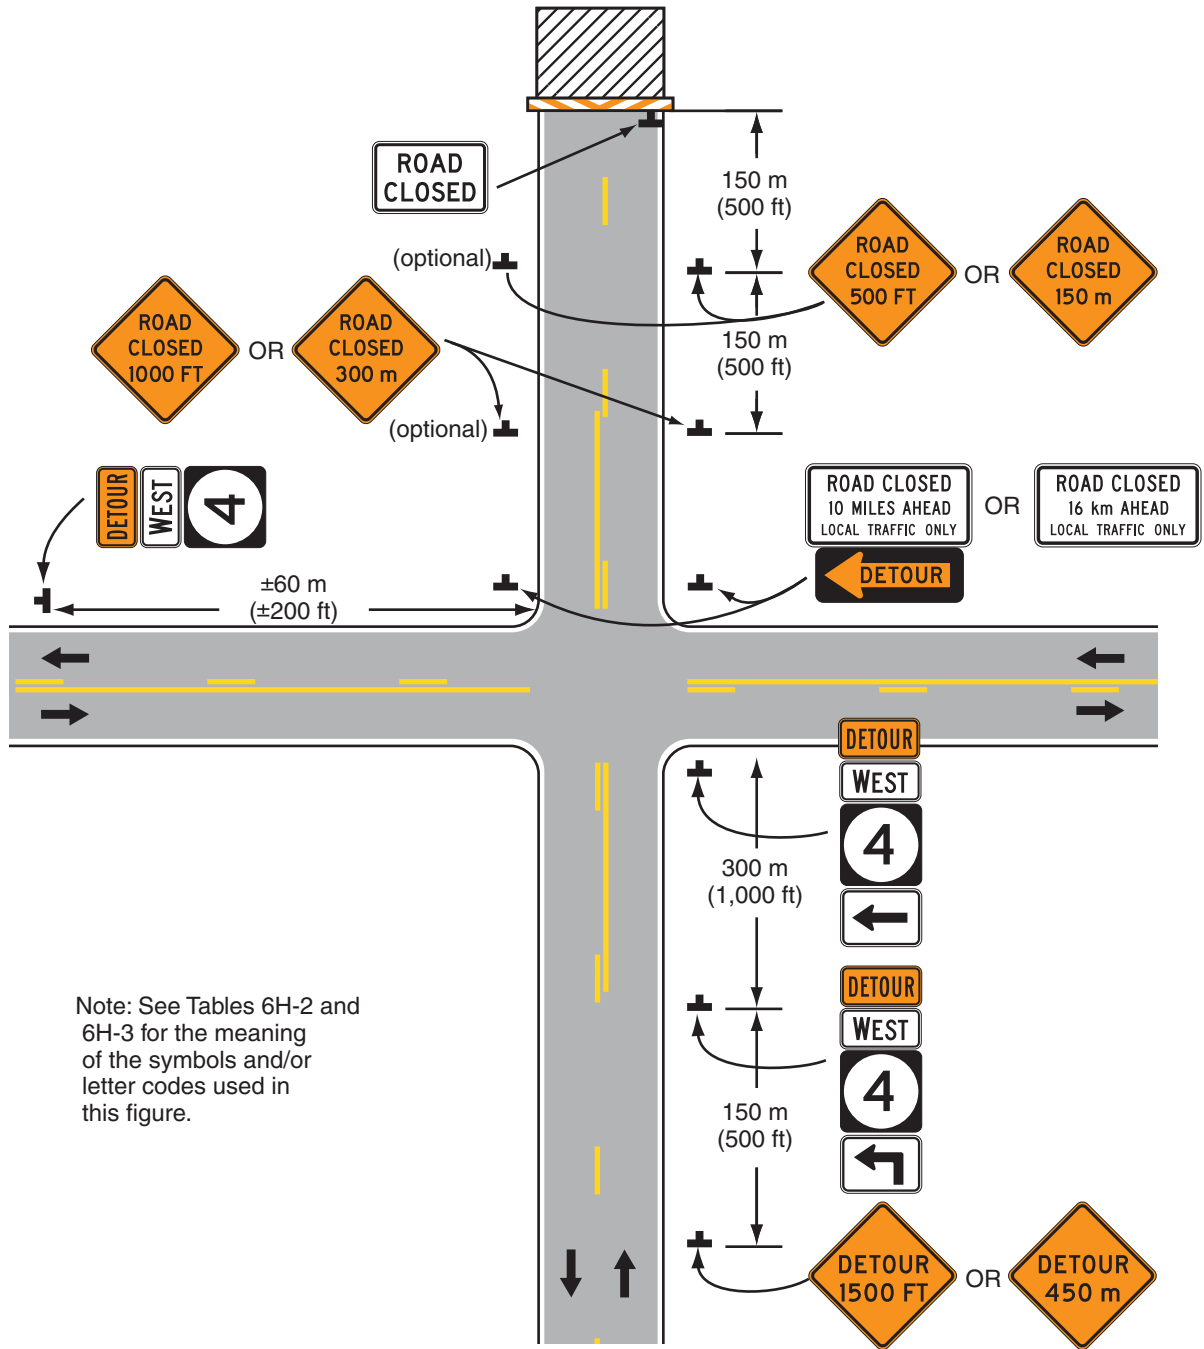 ROAD
CLOSED
150 m
(500 ft)
(optional)
ROAD
CLOSED
500 FT
OR
ROAD
CLOSED
150 m
ROAD
CLOSED
1000 FT
OR
ROAD
CLOSED
300 m
150 m
(500 ft)
(optional)
DETOUR
WEST
4
ROAD CLOSED
10 MILES AHEAD
LOCAL TRAFFIC ONLY
DETOUR
OR
ROAD CLOSED
16 km AHEAD
LOCAL TRAFFIC ONLY
±60 m
(±200 ft)
DETOUR
WEST
4
300 m
(1,000 ft)
DETOUR
WEST
4
150 m
(500 ft)
Note: See Tables 6H-2 and
6H-3 for the meaning
of the symbols and/or
letter codes used in
this figure.
DETOUR
1500 FT
OR
DETOUR
450 m